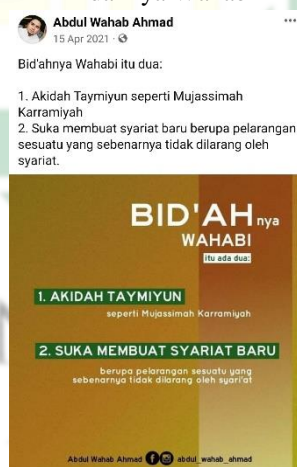 Abdul Wahab Ahmad
15 Apr 2021 ·
Bid'ahnya Wahabi itu dua:
1. Akidah Taymiyun seperti Mujassimah
Karramiyah
2. Suka membuat syariat baru berupa pelarangan
sesuatu yang sebenarnya tidak dilarang oleh
syariat.
BID'AH nya
WAHABI
itu ada dua:
1. AKIDAH TAYMIYUN
seperti Mujassimah Karramiyah
2. SUKA MEMBUAT SYARIAT BARU
berupa pelarangan sesuatu yang
sebenarnya tidak dilarang oleh syari'at
Abdul Wahab Ahmad abdul_wahab_ahmad